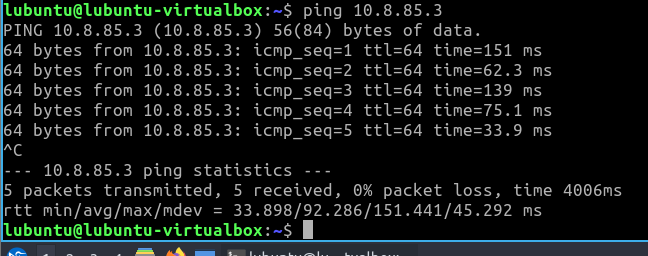 lubuntu@lubuntu-virtualbox:~$ ping 10.8.85.3
PING 10.8.85.3 (10.8.85.3) 56(84) bytes of data.
64 bytes from 10.8.85.3: icmp_seq=1 ttl=64 time=151 ms
64 bytes from 10.8.85.3: icmp_seq=2 ttl=64 time=62.3 ms
64 bytes from 10.8.85.3: icmp_seq=3 ttl=64 time=139 ms
64 bytes from 10.8.85.3: icmp_seq=4 ttl=64 time=75.1 ms
64 bytes from 10.8.85.3: icmp_seq=5 ttl=64 time=33.9 ms
^C
--- 10.8.85.3 ping statistics ---
5 packets transmitted, 5 received, 0% packet loss, time 4006ms
rtt min/avg/max/mdev = 33.898/92.286/151.441/45.292 ms
lubuntu@lubuntu-virtualbox:~$